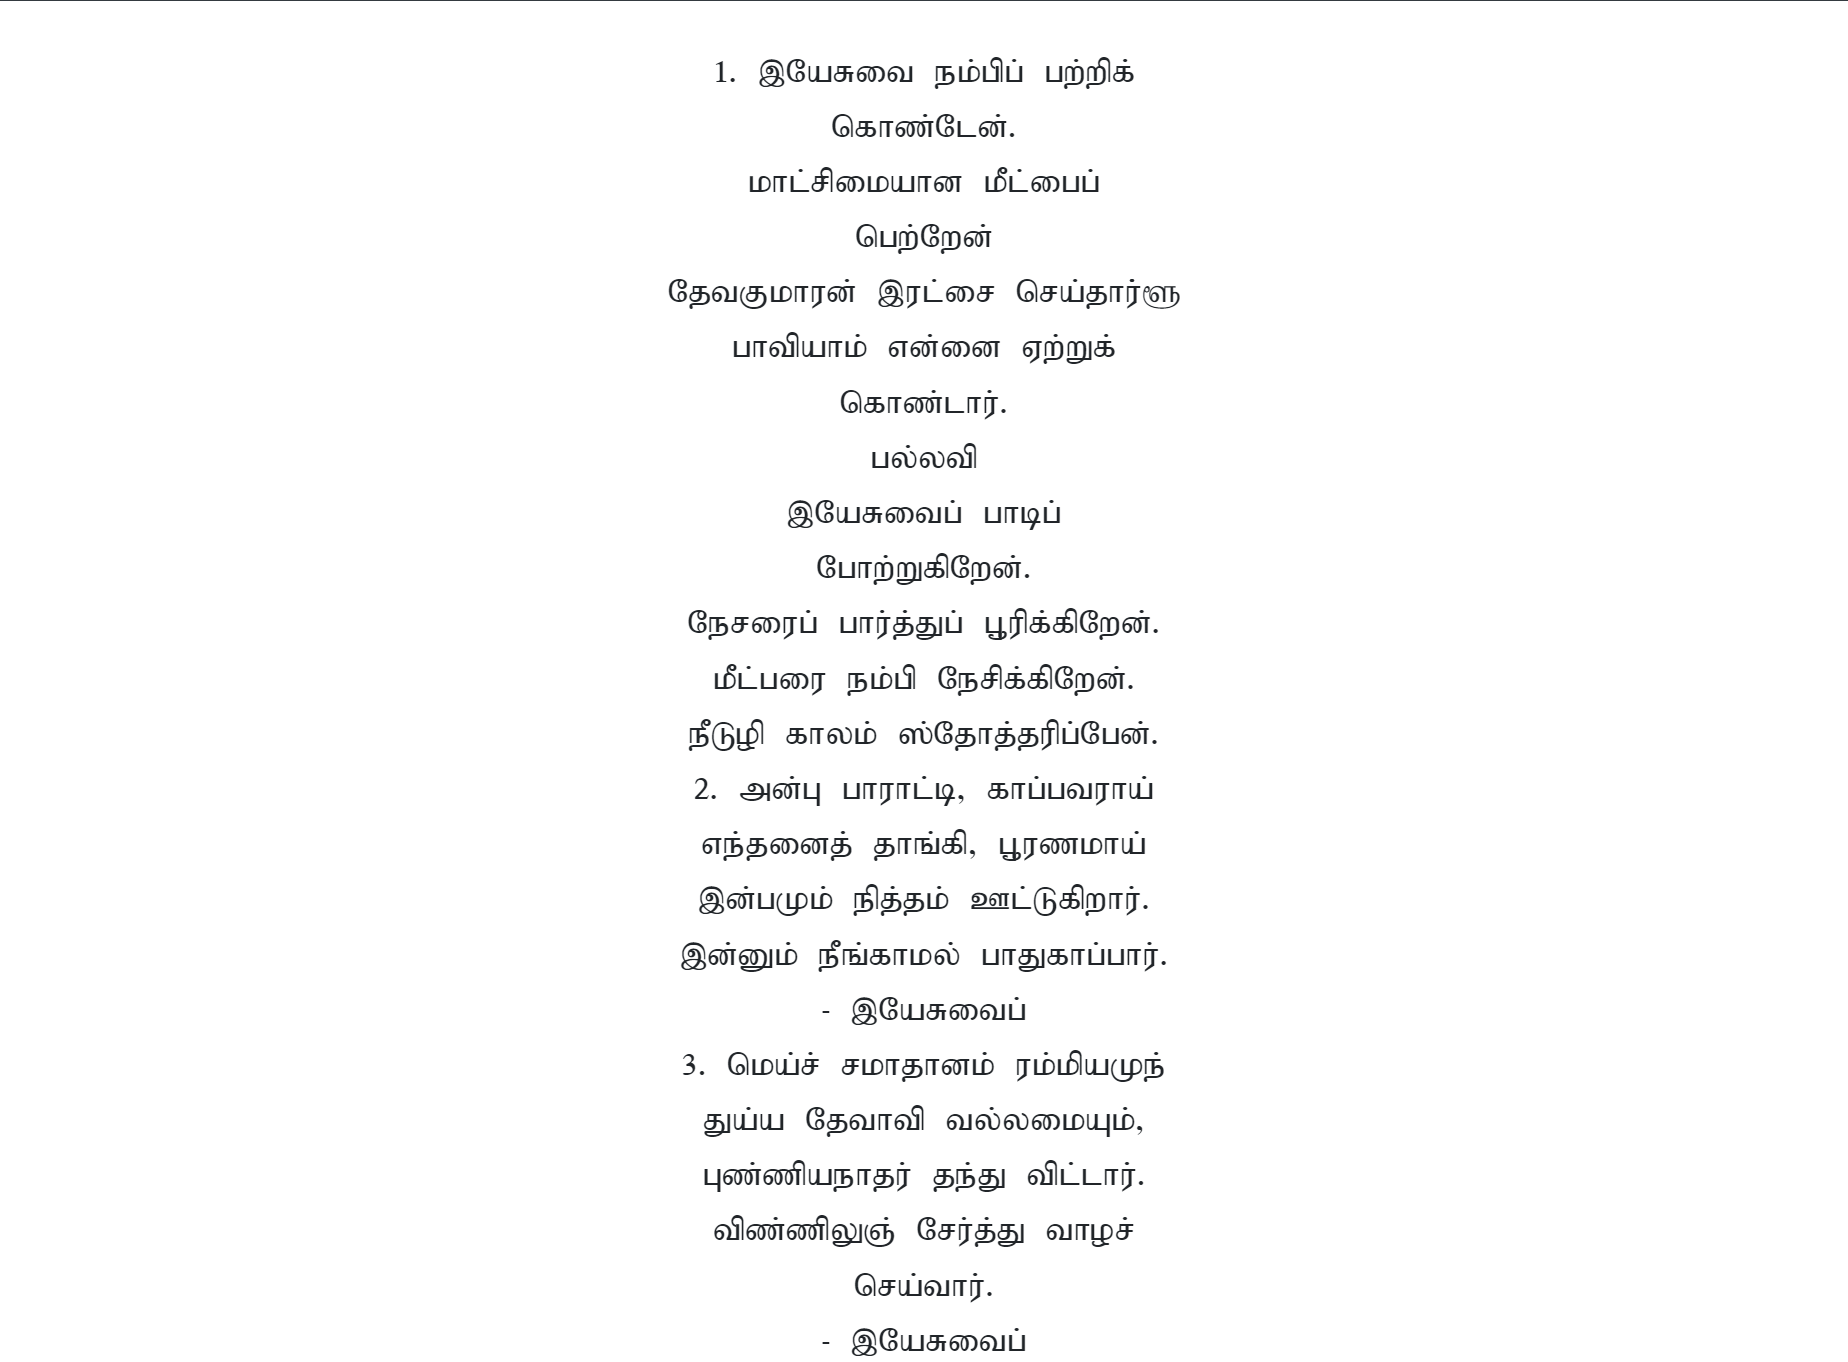 1. இயேசுவை நம்பிப் பற்றிக்
கொண்டேன்.
மாட்சிமையான மீட்பைப்
பெற்றேன்
தேவகுமாரன் இரட்சை செய்தார்ளூ
பாவியாம் என்னை ஏற்றுக்
கொண்டார்.
பல்லவி
இயேசுவைப் பாடிப்
போற்றுகிறேன்.
நேசரைப் பார்த்துப் பூரிக்கிறேன்.
மீட்பரை நம்பி நேசிக்கிறேன்.
நீடுழி காலம் ஸ்தோத்தரிப்பேன்.
2. அன்பு பாராட்டி, காப்பவராய்
எந்தனைத் தாங்கி, பூரணமாய்
இன்பமும் நித்தம் ஊட்டுகிறார்.
இன்னும் நீங்காமல் பாதுகாப்பார்.
- இயேசுவைப்
3. மெய்ச் சமாதானம் ரம்மியமுந்
துய்ய தேவாவி வல்லமையும்,
புண்ணியநாதர் தந்து விட்டார்.
விண்ணிலுஞ் சேர்த்து வாழச்
செய்வார்.
- இயேசுவைப்